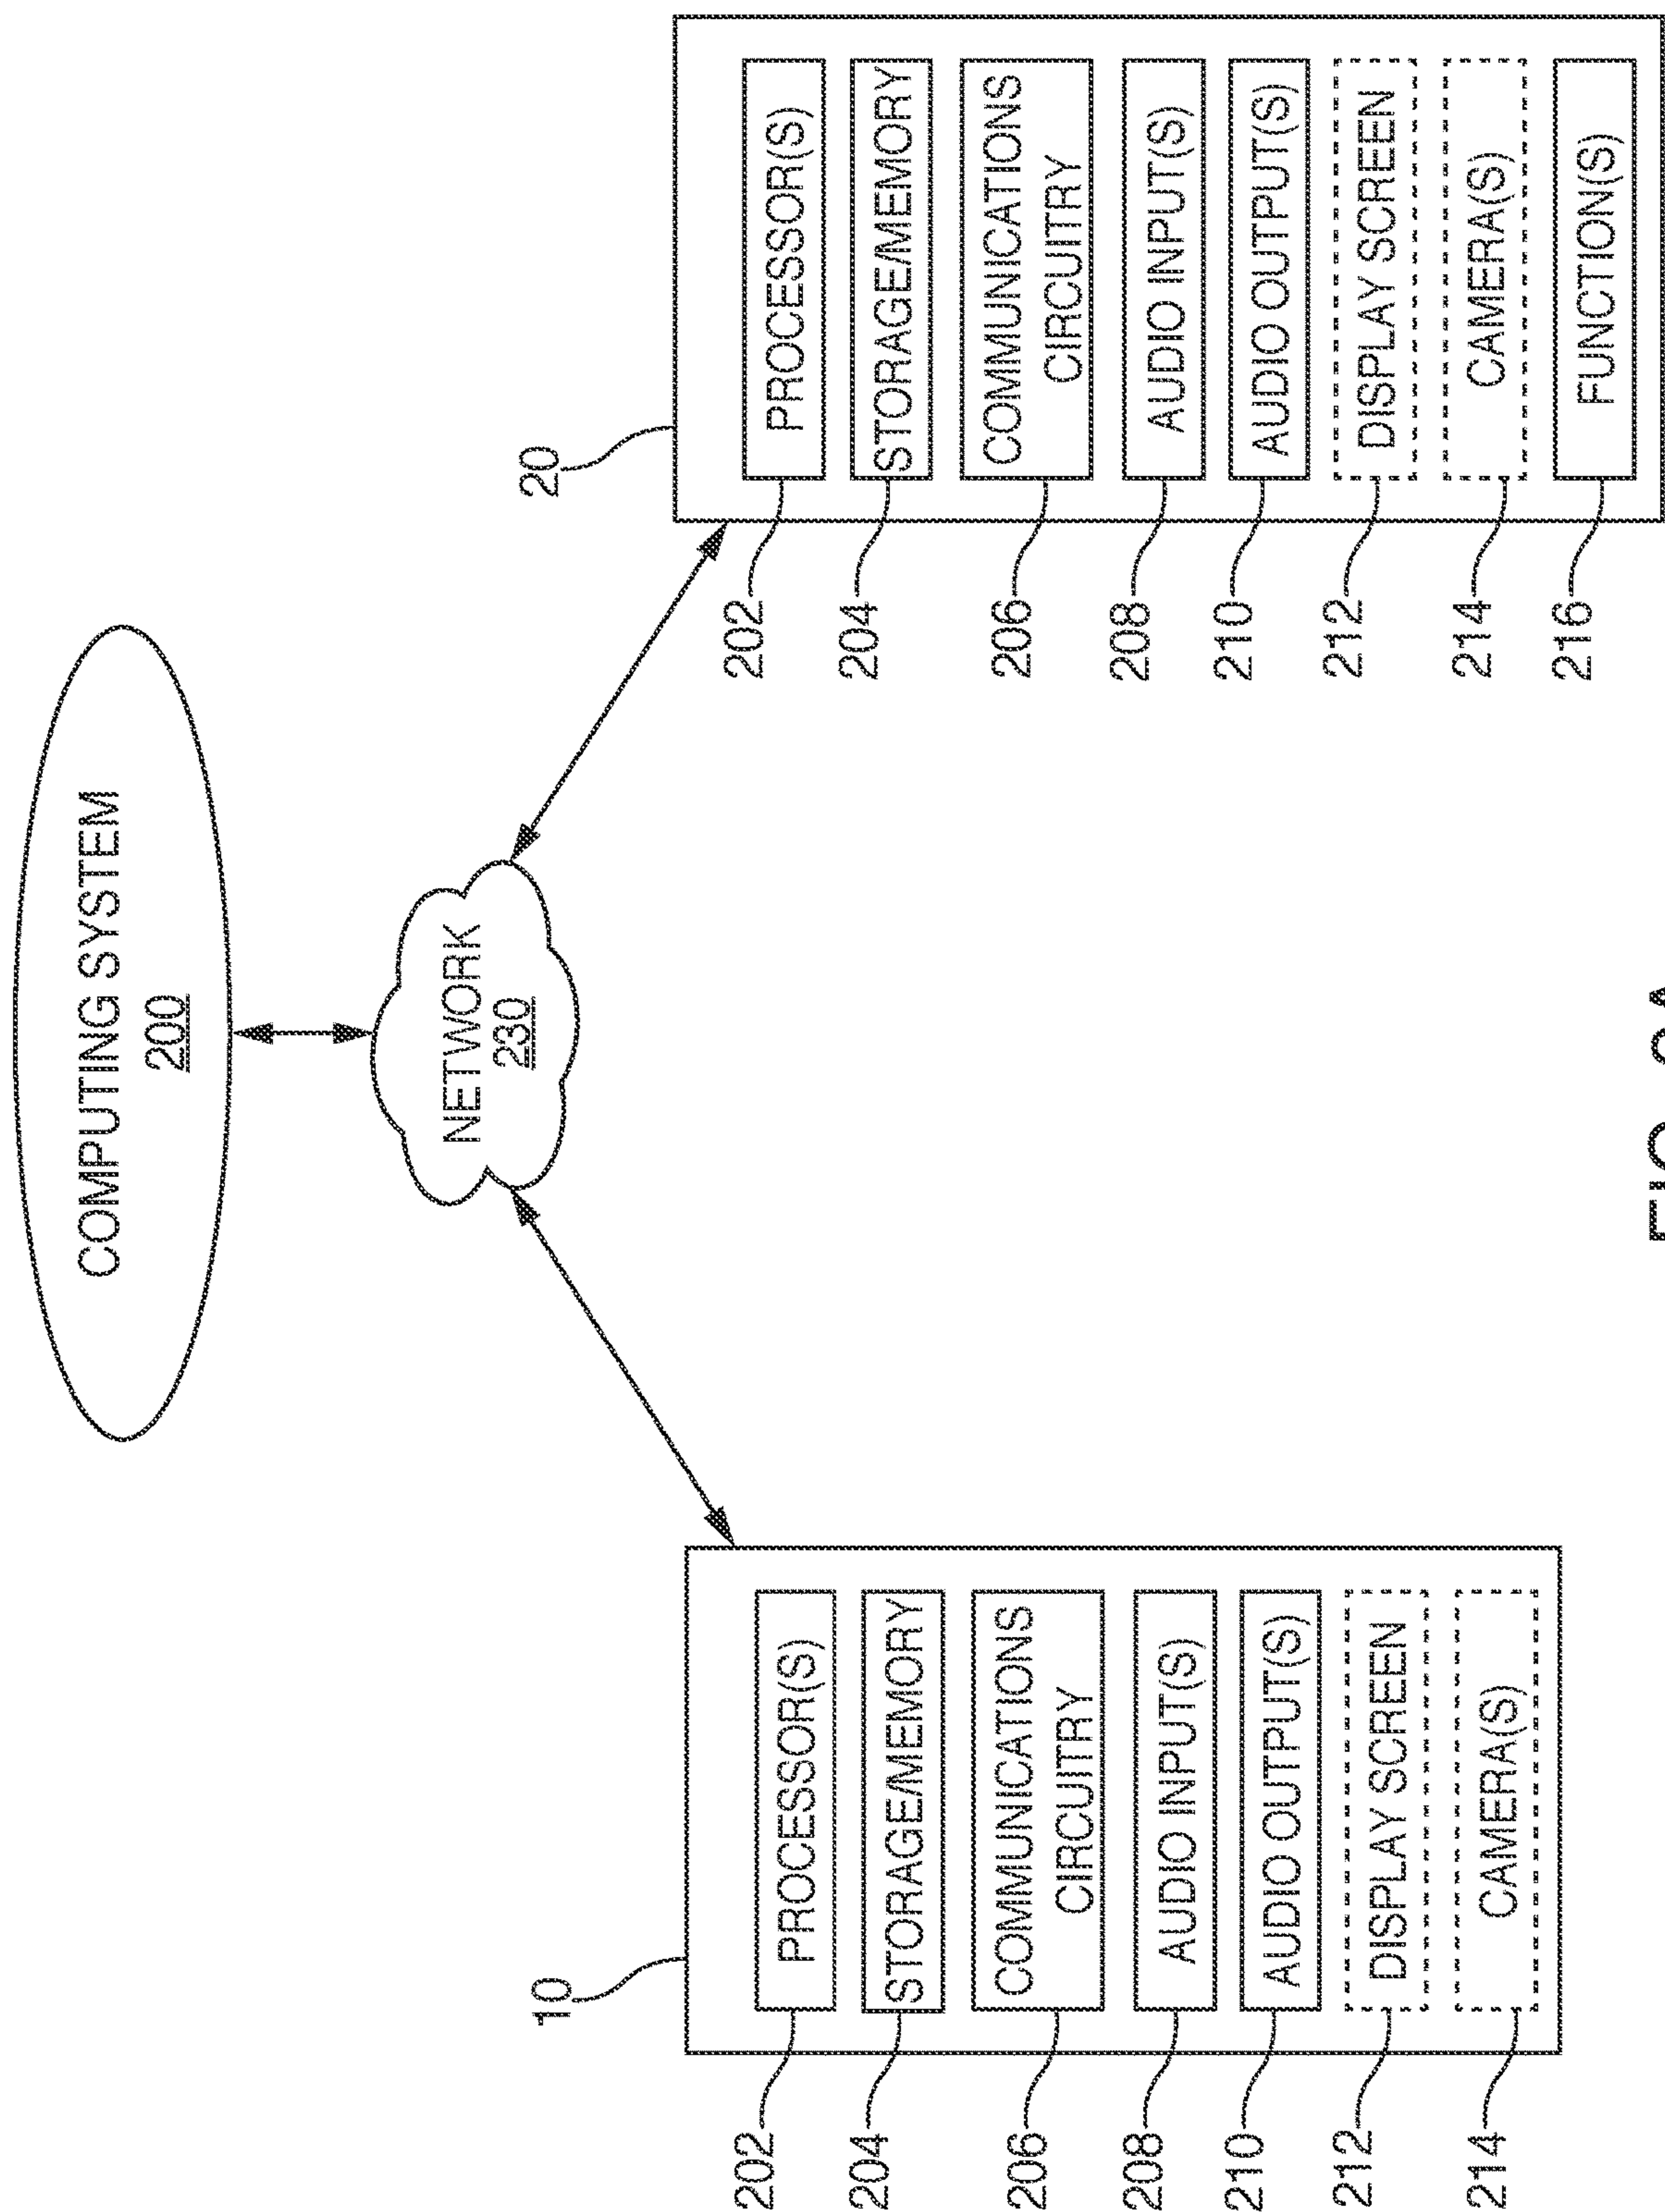 COMPUTING SYSTEM
200
NETWORK
230
10
202
PROCESSOR(S)
204
STORAGE/MEMORY
206
COMMUNICATIONS
CIRCUITRY
208
AUDIO INPUT(S)
210
AUDIO OUTPUT(S)
212
DISPLAY SCREEN
214
CAMERA(S)
20
202
PROCESSOR(S)
204
STORAGE/MEMORY
206
COMMUNICATIONS
CIRCUITRY
208
AUDIO INPUT(S)
210
AUDIO OUTPUT(S)
212
DISPLAY SCREEN
214
CAMERA(S)
216
FUNCTION(S)